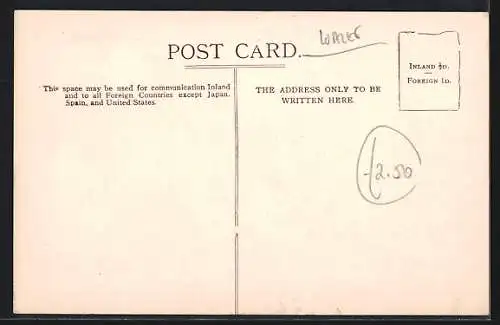 WALES
POST CARD.
INLAND ½D.
FOREIGN 1D.
This space may be used for communication Inland
and to all Foreign Countries except Japan.
Spain, and United States.
THE ADDRESS ONLY TO BE
WRITTEN HERE
£2.50